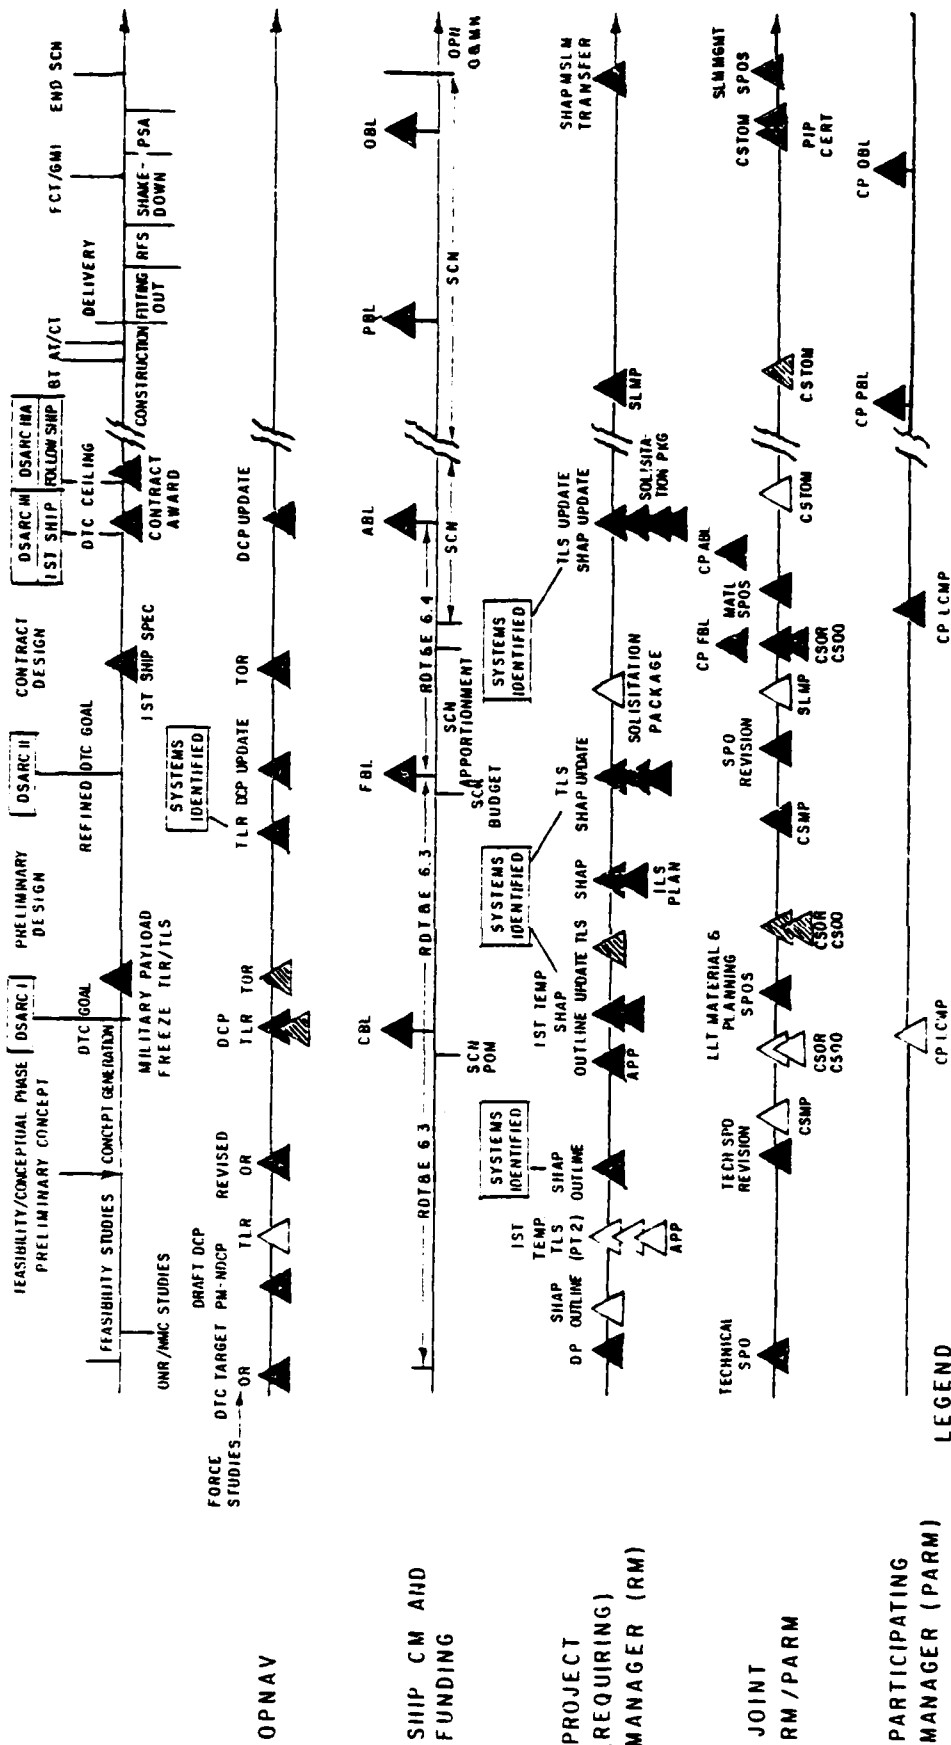 FEASIBILITY/CONCEPTUAL PHASE
PRELIMINARY CONCEPT
DSARC I
PRELIMINARY
DESIGN
DSARC II
CONTRACT
DESIGN
DSARC III
1ST SHIP
DSARC IIIA
FOLLOW SHIP
BT AT/CT
DELIVERY
FCT/GMI
END SCN
FEASIBILITY STUDIES
CONCEPT GENERATION
DTC GOAL
REFINED DTC GOAL
DTC CEILING
ONR/NMC STUDIES
MILITARY PAYLOAD
FREEZE TLR/TLS
1ST SHIP SPEC
CONTRACT
AWARD
CONSTRUCTION
FITTING
OUT
RFS
SHAKE-
DOWN
PSA
OPNAV
FORCE
STUDIES
DTC TARGET
OR
DRAFT DCP
PM-NDCP
TLR
REVISED
OR
DCP
TLR
TOR
SYSTEMS
IDENTIFIED
TLR DCP UPDATE
TOR
DCP UPDATE
SHIP CM AND
FUNDING
RDT&E 6.3
CBL
SCN
POM
RDT&E 6.3
FBL
SCN
BUDGET
SCN
APPORTIONMENT
RDT&E 6.4
ABL
SCN
PBL
SCN
OBL
OPN
O&MN
PROJECT
(REQUIRING)
MANAGER (RM)
DP
SHAP
OUTLINE
1ST
TEMP
TLS
(PT2)
APP
SYSTEMS
IDENTIFIED
SHAP
OUTLINE
APP
1ST TEMP
SHAP
OUTLINE UPDATE TLS
SYSTEMS
IDENTIFIED
SHAP
ILS
PLAN
TLS
SHAP UPDATE
SOLISITATION
PACKAGE
SYSTEMS
IDENTIFIED
TLS UPDATE
SHAP UPDATE
SOLISITA-
TION PKG
SLMP
SHAPMSLM
TRANSFER
JOINT
RM/PARM
TECHNICAL
SPO
TECH SPO
REVISION
CSMP
CSOR
CSOO
LLT MATERIAL &
PLANNING
SPOS
CSOR
CSOO
CSMP
SPO
REVISION
SLMP
CP FBL
CSOR
CSOO
MATL
SPOS
CP ABL
CSTOM
CSTOM
CSTOM
PIP
CERT
SLMMGMT
SPOS
PARTICIPATING
MANAGER (PARM)
CP LCMP
CP LCMP
CP PBL
CP OBL
LEGEND